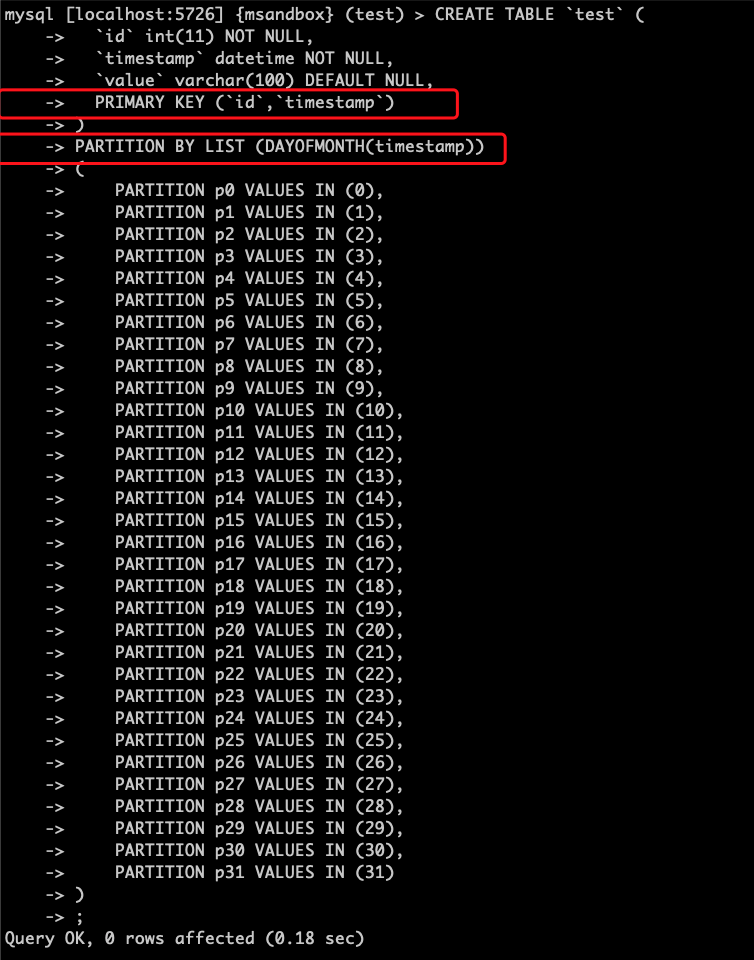 mysql [localhost:5726] {msandbox} (test) > CREATE TABLE `test` (
    ->   `id` int(11) NOT NULL,
    ->   `timestamp` datetime NOT NULL,
    ->   `value` varchar(100) DEFAULT NULL,
    ->   PRIMARY KEY (`id`,`timestamp`)
    -> )
    -> PARTITION BY LIST (DAYOFMONTH(timestamp))
    -> (
    ->     PARTITION p0 VALUES IN (0),
    ->     PARTITION p1 VALUES IN (1),
    ->     PARTITION p2 VALUES IN (2),
    ->     PARTITION p3 VALUES IN (3),
    ->     PARTITION p4 VALUES IN (4),
    ->     PARTITION p5 VALUES IN (5),
    ->     PARTITION p6 VALUES IN (6),
    ->     PARTITION p7 VALUES IN (7),
    ->     PARTITION p8 VALUES IN (8),
    ->     PARTITION p9 VALUES IN (9),
    ->     PARTITION p10 VALUES IN (10),
    ->     PARTITION p11 VALUES IN (11),
    ->     PARTITION p12 VALUES IN (12),
    ->     PARTITION p13 VALUES IN (13),
    ->     PARTITION p14 VALUES IN (14),
    ->     PARTITION p15 VALUES IN (15),
    ->     PARTITION p16 VALUES IN (16),
    ->     PARTITION p17 VALUES IN (17),
    ->     PARTITION p18 VALUES IN (18),
    ->     PARTITION p19 VALUES IN (19),
    ->     PARTITION p20 VALUES IN (20),
    ->     PARTITION p21 VALUES IN (21),
    ->     PARTITION p22 VALUES IN (22),
    ->     PARTITION p23 VALUES IN (23),
    ->     PARTITION p24 VALUES IN (24),
    ->     PARTITION p25 VALUES IN (25),
    ->     PARTITION p26 VALUES IN (26),
    ->     PARTITION p27 VALUES IN (27),
    ->     PARTITION p28 VALUES IN (28),
    ->     PARTITION p29 VALUES IN (29),
    ->     PARTITION p30 VALUES IN (30),
    ->     PARTITION p31 VALUES IN (31)
    -> )
    -> ;
Query OK, 0 rows affected (0.18 sec)